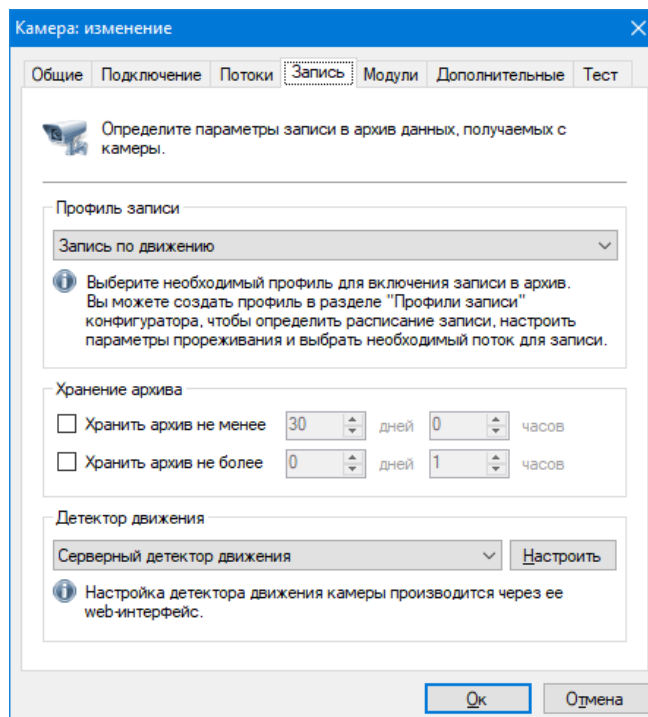 Камера: изменение
Общие Подключение Потоки Запись Модули Дополнительные Тест
Определите параметры записи в архив данных, получаемых с
камеры.
Профиль записи
Запись по движению
Выберите необходимый профиль для включения записи в архив.
Вы можете создать профиль в разделе "Профили записи"
конфигуратора, чтобы определить расписание записи, настроить
параметры прореживания и выбрать необходимый поток для записи.
Хранение архива
Хранить архив не менее 30 дней 0 часов
Хранить архив не более 0 дней 1 часов
Детектор движения
Серверный детектор движения Настроить
Настройка детектора движения камеры производится через ее
web-интерфейс.
Ок Отмена